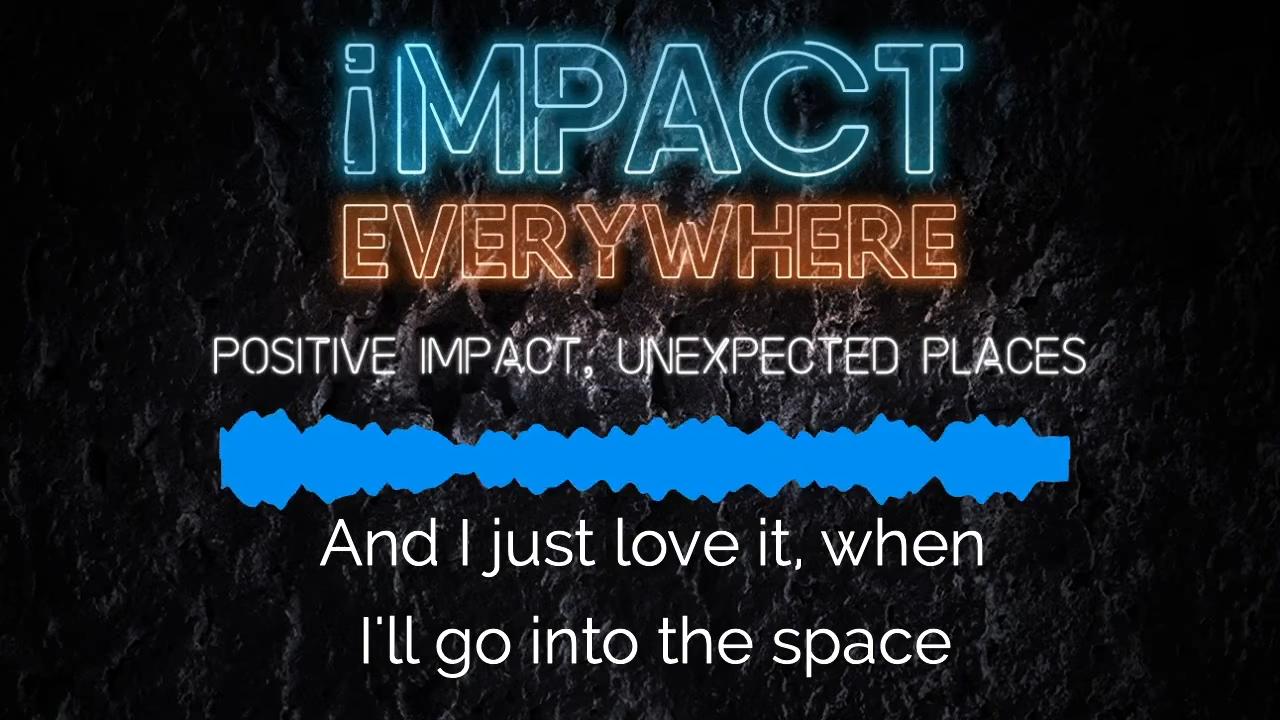 iMPACT
EVERYWHERE
POSITIVE IMPACT, UNEXPECTED PLACES
And I just love it, when
I'll go into the space